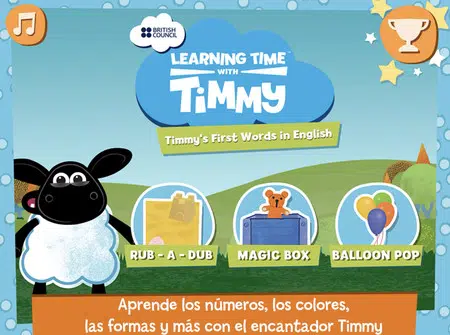 BRITISH
COUNCIL
LEARNING TIME
WITH
TIMMY
Timmy's First Words in English
RUB - A - DUB
MAGIC BOX
BALLOON POP
Aprende los números, los colores,
las formas y más con el encantador Timmy